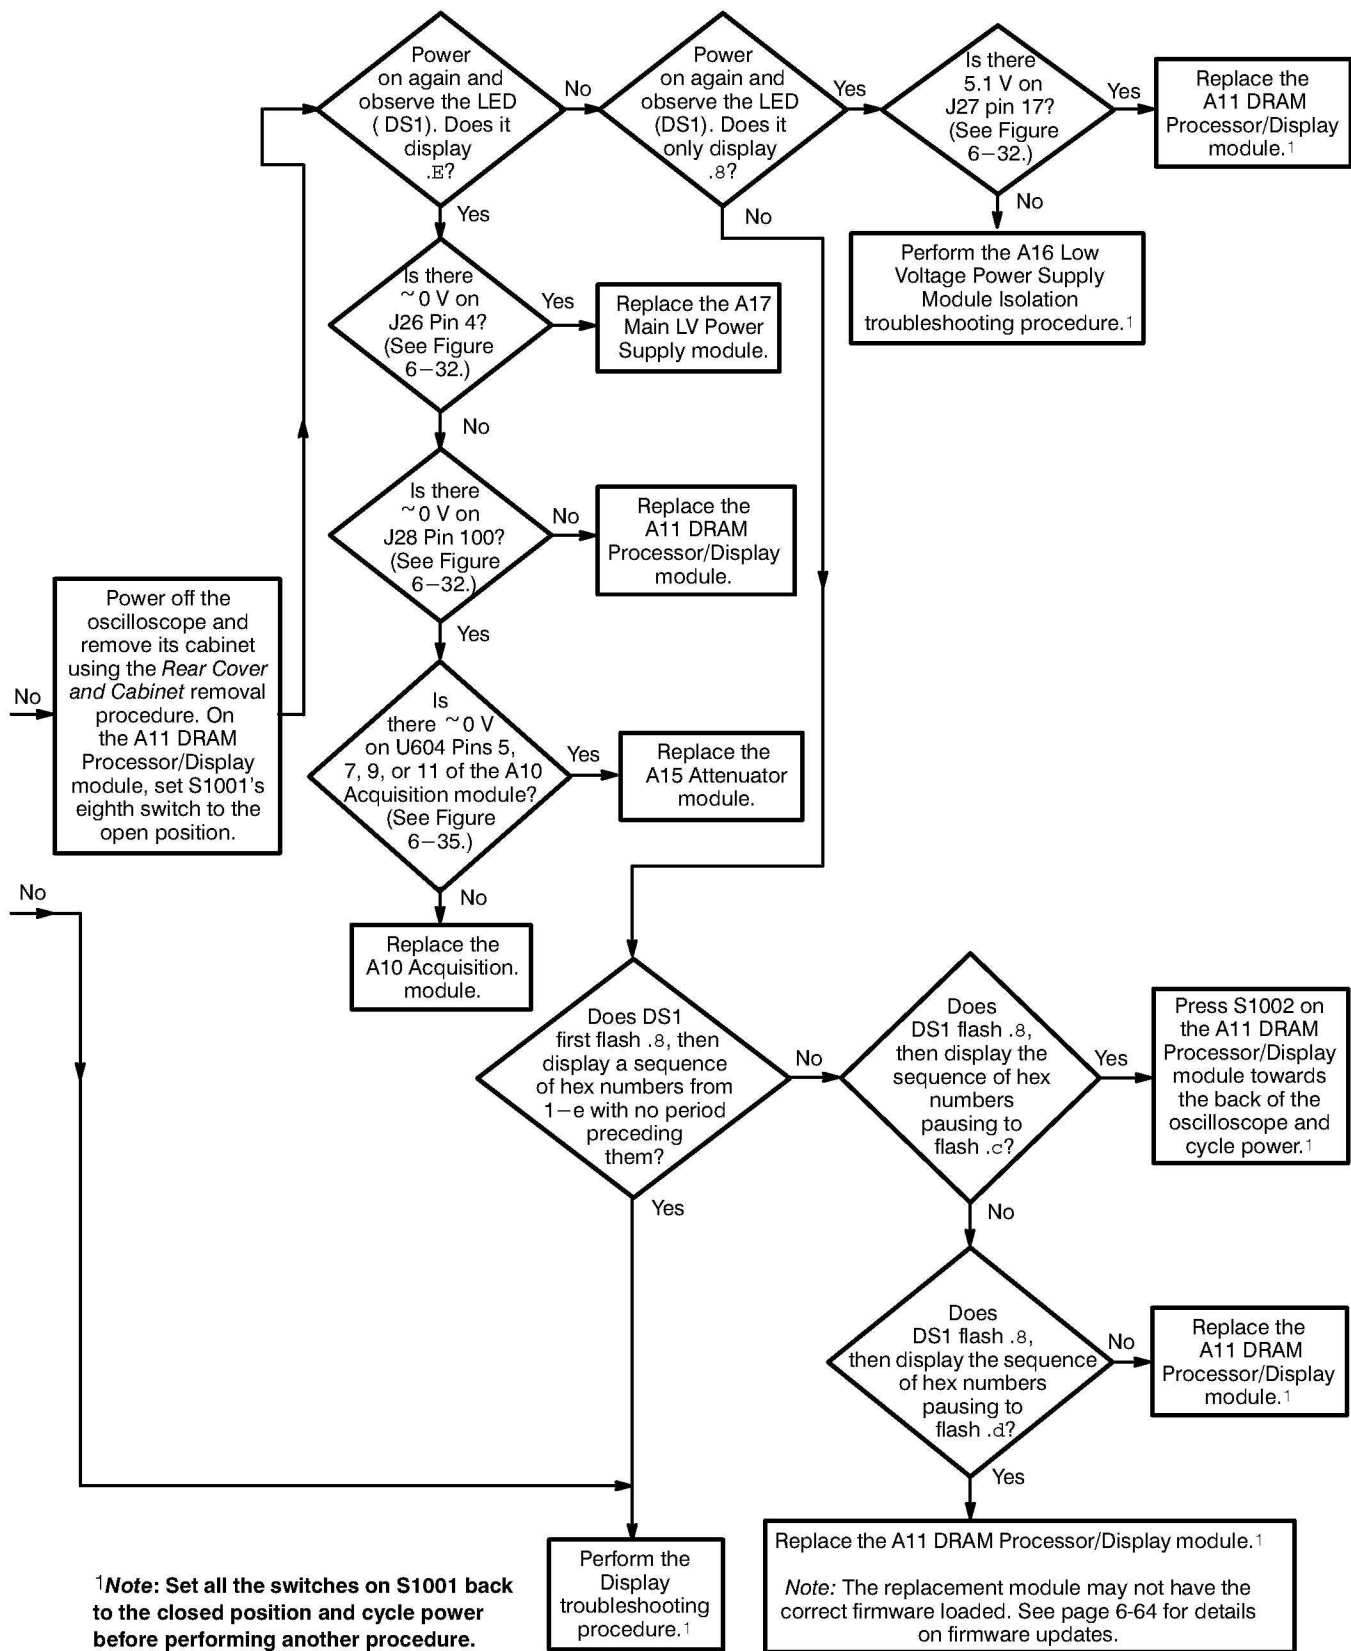 Power
on again and
observe the LED
( DS1). Does it
display
.E?
No
Yes
Power
on again and
observe the LED
(DS1). Does it
only display
.8?
Yes
No
Is there
5.1 V on
J27 pin 17?
(See Figure
6–32.)
Yes
No
Replace the
A11 DRAM
Processor/Display
module.1
Perform the A16 Low
Voltage Power Supply
Module Isolation
troubleshooting procedure.1
Is there
~0 V on
J26 Pin 4?
(See Figure
6–32.)
Yes
No
Replace the A17
Main LV Power
Supply module.
Is there
~0 V on
J28 Pin 100?
(See Figure
6–32.)
No
Yes
Replace the
A11 DRAM
Processor/Display
module.
No
Power off the
oscilloscope and
remove its cabinet
using the Rear Cover
and Cabinet removal
procedure. On
the A11 DRAM
Processor/Display
module, set S1001's
eighth switch to the
open position.
Is
there ~0 V
on U604 Pins 5,
7, 9, or 11 of the A10
Acquisition module?
(See Figure
6–35.)
Yes
No
Replace the
A15 Attenuator
module.
No
Replace the
A10 Acquisition.
module.
Does DS1
first flash .8, then
display a sequence
of hex numbers from
1–e with no period
preceding
them?
No
Yes
Does
DS1 flash .8,
then display the
sequence of hex
numbers
pausing to
flash .c?
Yes
No
Press S1002 on
the A11 DRAM
Processor/Display
module towards
the back of the
oscilloscope and
cycle power.1
Does
DS1 flash .8,
then display the sequence
of hex numbers
pausing to
flash .d?
No
Yes
Replace the
A11 DRAM
Processor/Display
module.1
Perform the
Display
troubleshooting
procedure.1
Replace the A11 DRAM Processor/Display module.1
Note: The replacement module may not have the
correct firmware loaded. See page 6-64 for details
on firmware updates.
1Note: Set all the switches on S1001 back
to the closed position and cycle power
before performing another procedure.